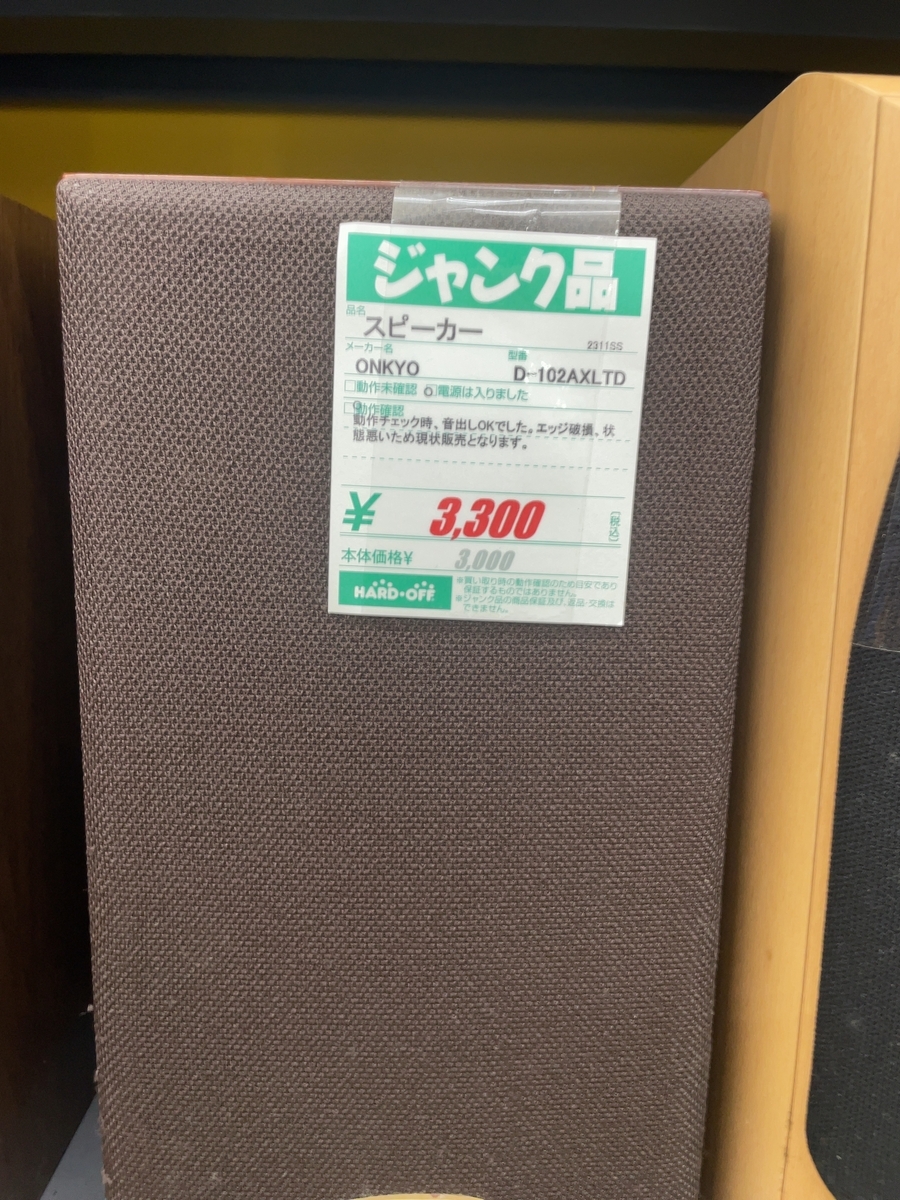 ジャンク品
品名
スピーカー
2311SS
メーカー名 型番
ONKYO D-102AXLTD
□動作未確認 □電源は入りました
□動作確認
動作チェック時、音出しOKでした。エッジ破損、状
態悪いため現状販売となります。
¥ 3,300 [税込]
本体価格¥ 3,000
HARD・OFF
※買い取り時の動作確認のため目安であり
保証するものではありません。
※ジャンク品の商品保証及び、返品・交換は
できません。